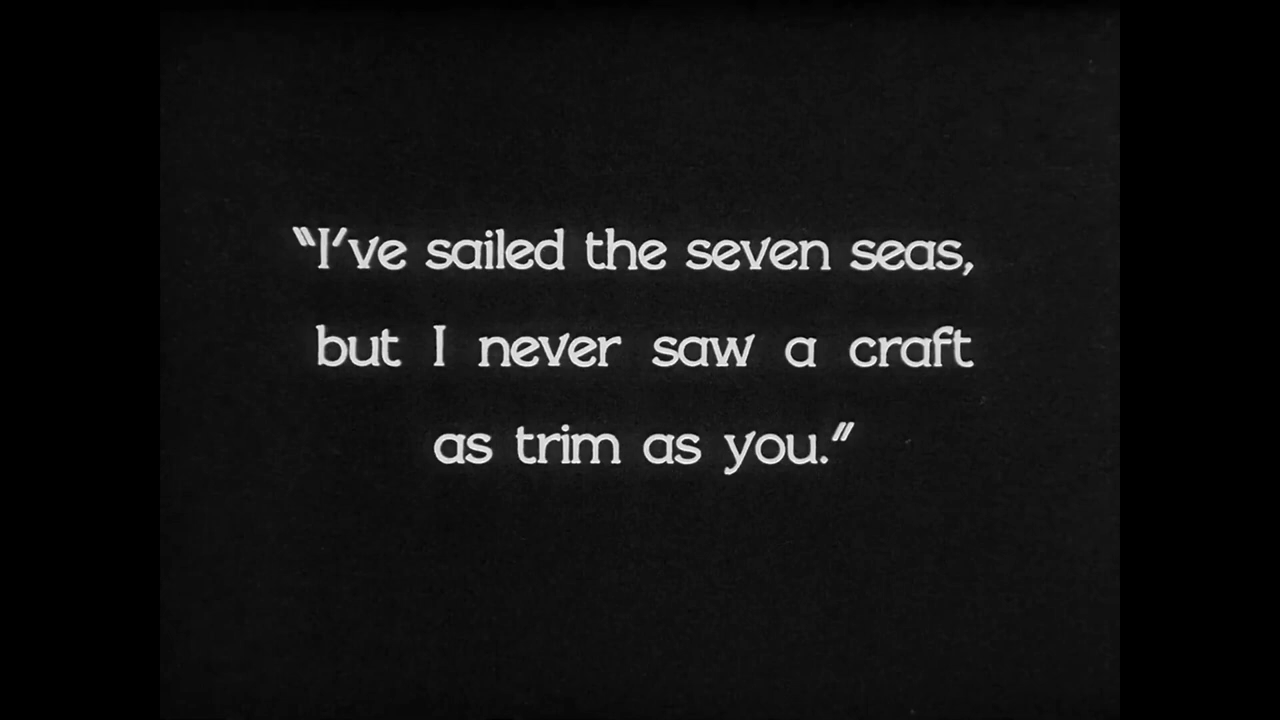 "I've sailed the seven seas,
but I never saw a craft
as trim as you."